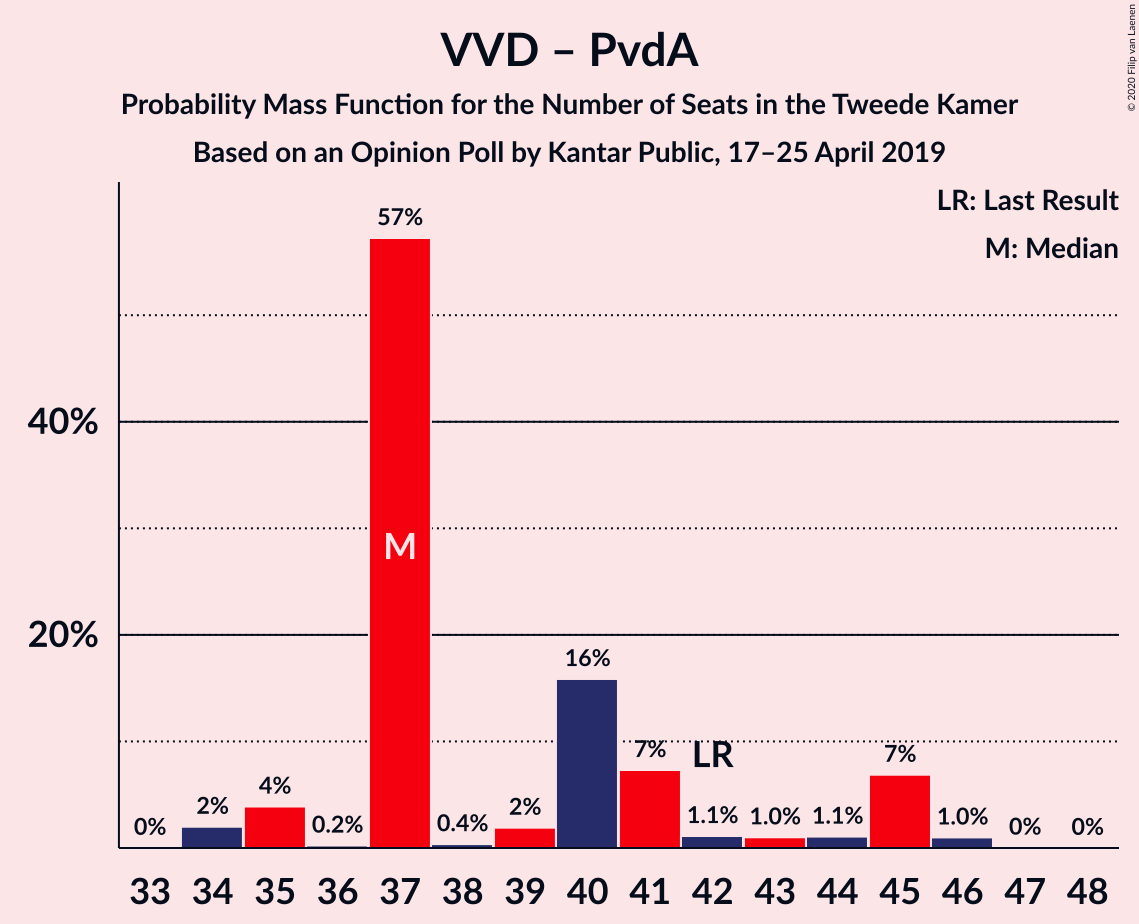 VVD – PvdA
Probability Mass Function for the Number of Seats in the Tweede Kamer
Based on an Opinion Poll by Kantar Public, 17–25 April 2019
© 2020 Filip van Laenen
LR: Last Result
M: Median
40%
20%
0%
2%
4%
0.2%
57%
M
0.4%
2%
16%
7%
LR
1.1%
1.0%
1.1%
7%
1.0%
0%
0%
33 34 35 36 37 38 39 40 41 42 43 44 45 46 47 48